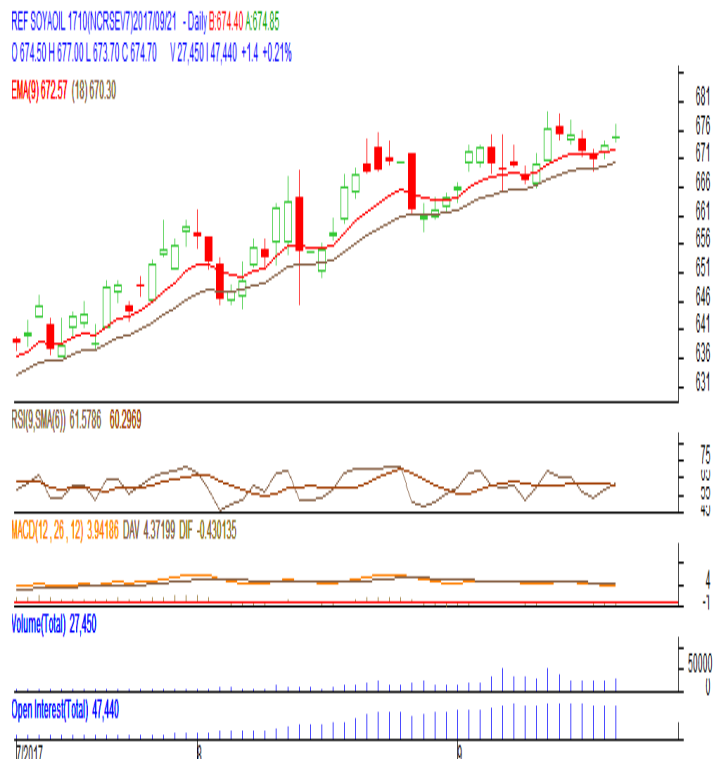 REF SOYAOIL 1710(NCRSEV7)2017/09/21 - Daily B:674.40 A:674.85
O 674.50 H 677.00 L 673.70 C 674.70 V 27,450 I 47,440 +1.4 +0.21%
EMA(9) 672.57 (18) 670.30
681
676
671
666
661
656
651
646
641
636
631
RSI(9,SMA(6)) 61.5786 60.2969
75
MACD(12, 26, 12) 3.94186 DAV 4.37199 DIF -0.430135
4
-1
Volume(Total) 27,450
50000
0
Open Interest(Total) 47,440
7/2017 8 9